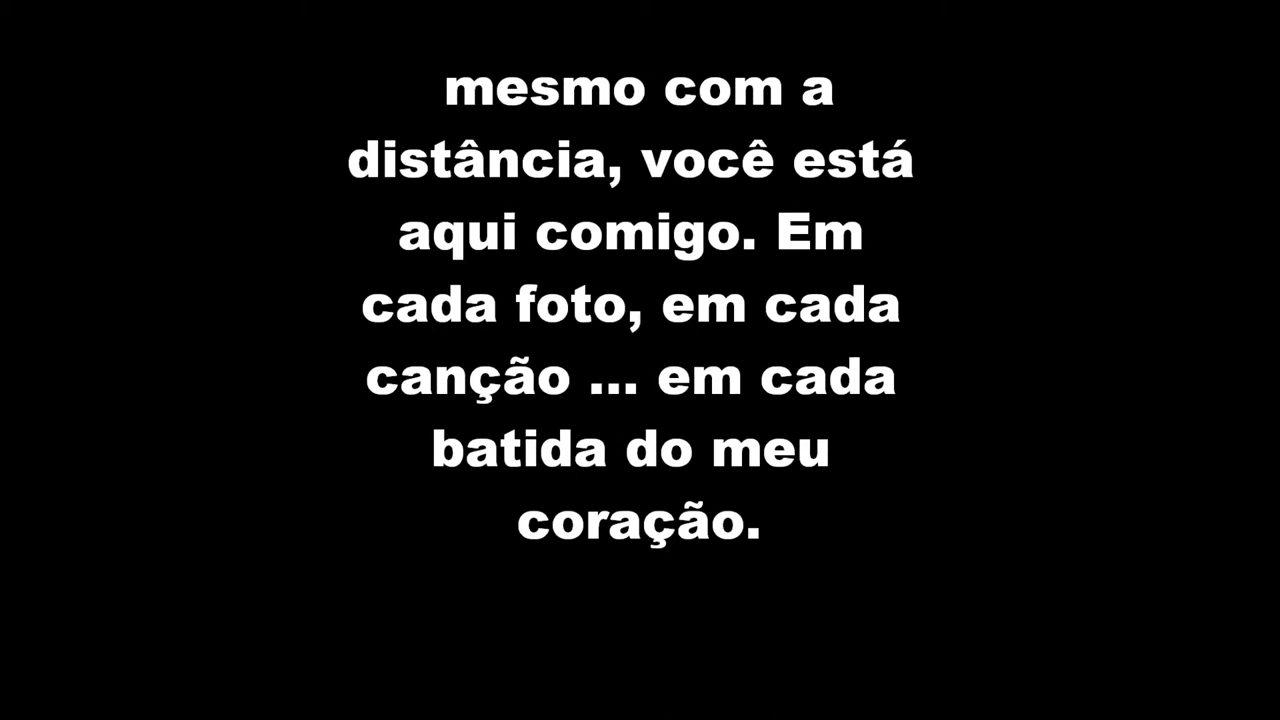 mesmo com a
distância, você está
aqui comigo. Em
cada foto, em cada
canção ... em cada
batida do meu
coração.